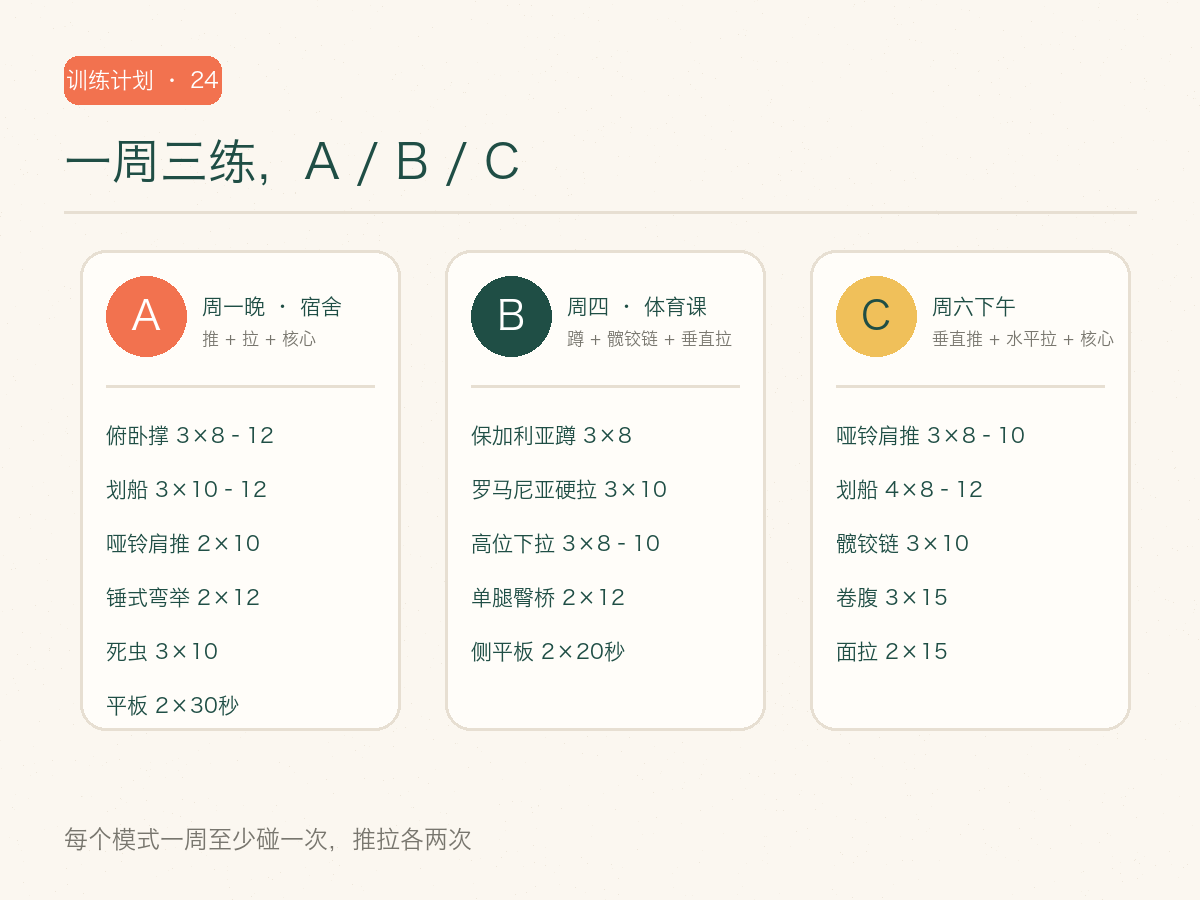 训练计划 · 24
一周三练，A / B / C
A
周一晚 · 宿舍
推 + 拉 + 核心
俯卧撑 3×8 - 12
划船 3×10 - 12
哑铃肩推 2×10
锤式弯举 2×12
死虫 3×10
平板 2×30秒
B
周四 · 体育课
蹲 + 髋铰链 + 垂直拉
保加利亚蹲 3×8
罗马尼亚硬拉 3×10
高位下拉 3×8 - 10
单腿臀桥 2×12
侧平板 2×20秒
C
周六下午
垂直推 + 水平拉 + 核心
哑铃肩推 3×8 - 10
划船 4×8 - 12
髋铰链 3×10
卷腹 3×15
面拉 2×15
每个模式一周至少碰一次，推拉各两次